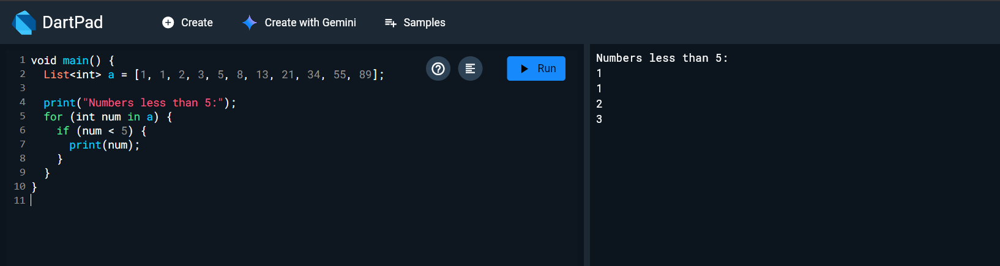 DartPad
Create
Create with Gemini
Samples
1 void main() {
2   List<int> a = [1, 1, 2, 3, 5, 8, 13, 21, 34, 55, 89];
3
4   print("Numbers less than 5:");
5   for (int num in a) {
6     if (num < 5) {
7       print(num);
8     }
9   }
10 }
11
Run
Numbers less than 5:
1
1
2
3